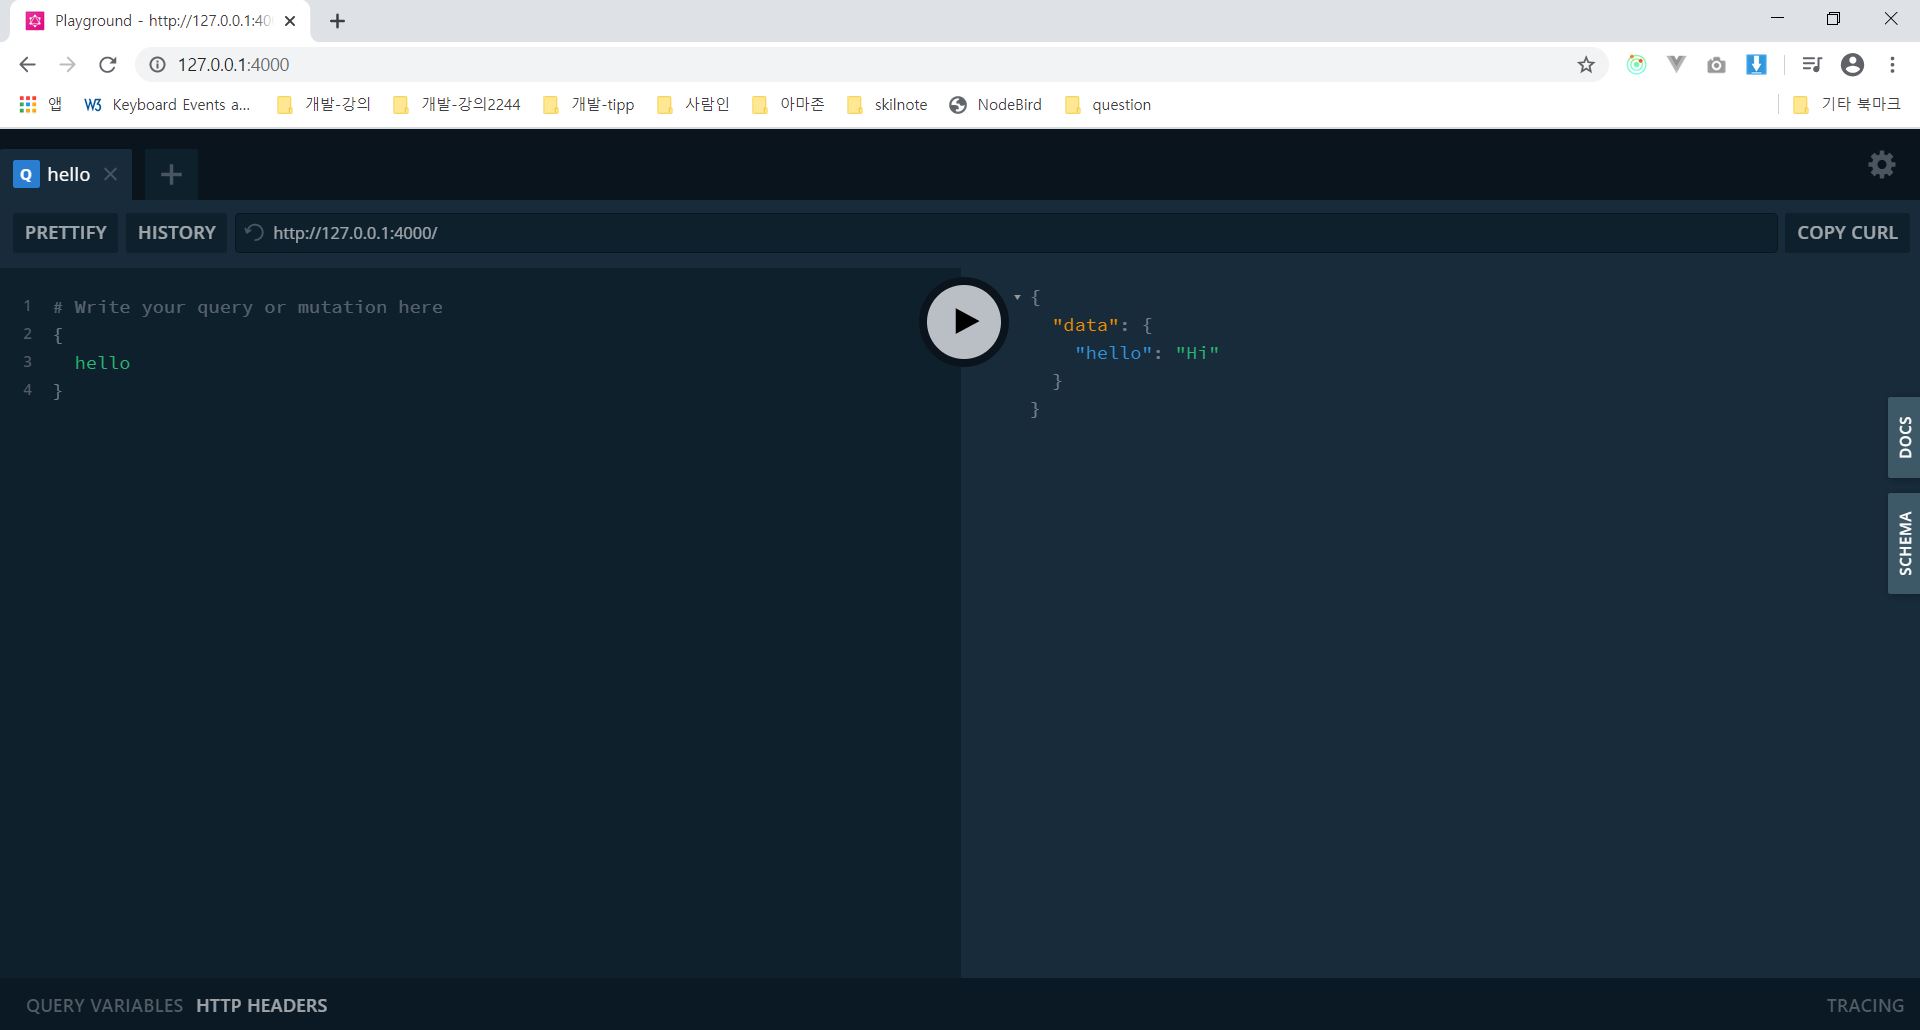 Playground - http://127.0.0.1:40
127.0.0.1:4000
앱
W3 Keyboard Events a...
개발-강의
개발-강의2244
개발-tipp
사람인
아마존
skilnote
NodeBird
question
기타 북마크
Q hello
PRETTIFY
HISTORY
http://127.0.0.1:4000/
COPY CURL
1 # Write your query or mutation here
2 {
3 hello
4 }
{
"data": {
"hello": "Hi"
}
}
DOCS
SCHEMA
QUERY VARIABLES
HTTP HEADERS
TRACING